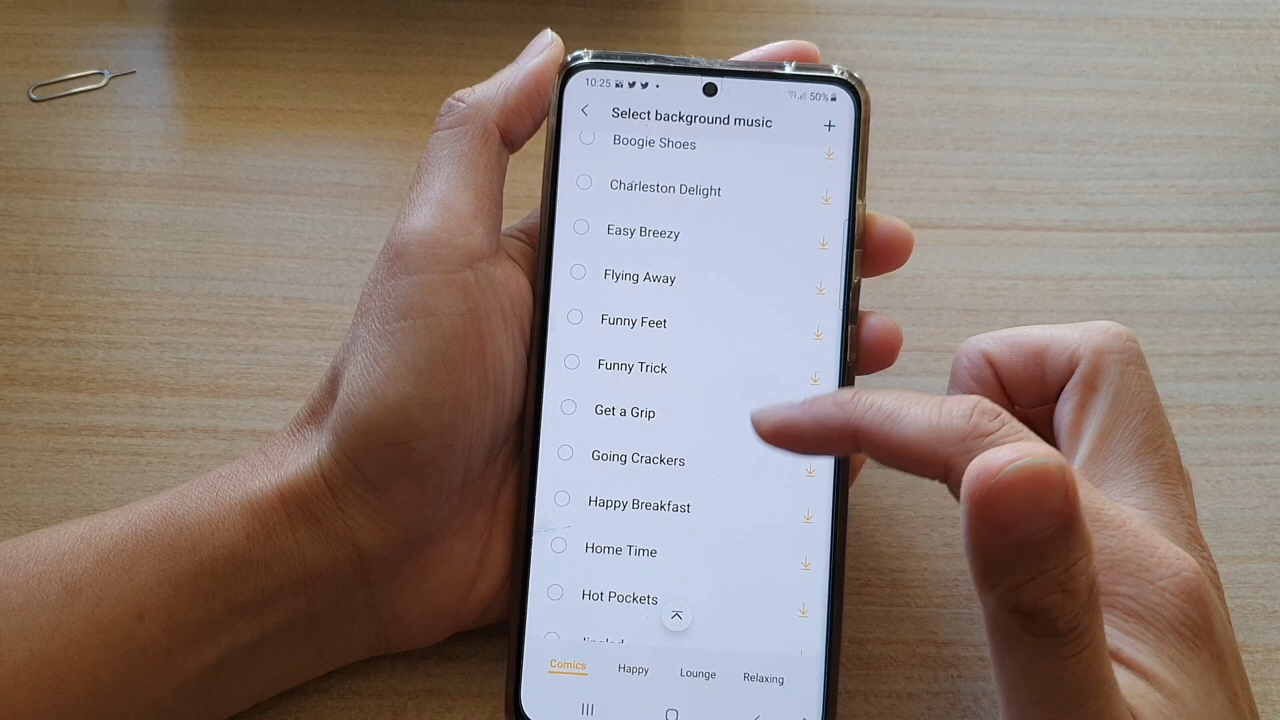 10:25 50%
Select background music
Boogie Shoes
Charleston Delight
Easy Breezy
Flying Away
Funny Feet
Funny Trick
Get a Grip
Going Crackers
Happy Breakfast
Home Time
Hot Pockets
Comics Happy Lounge Relaxing